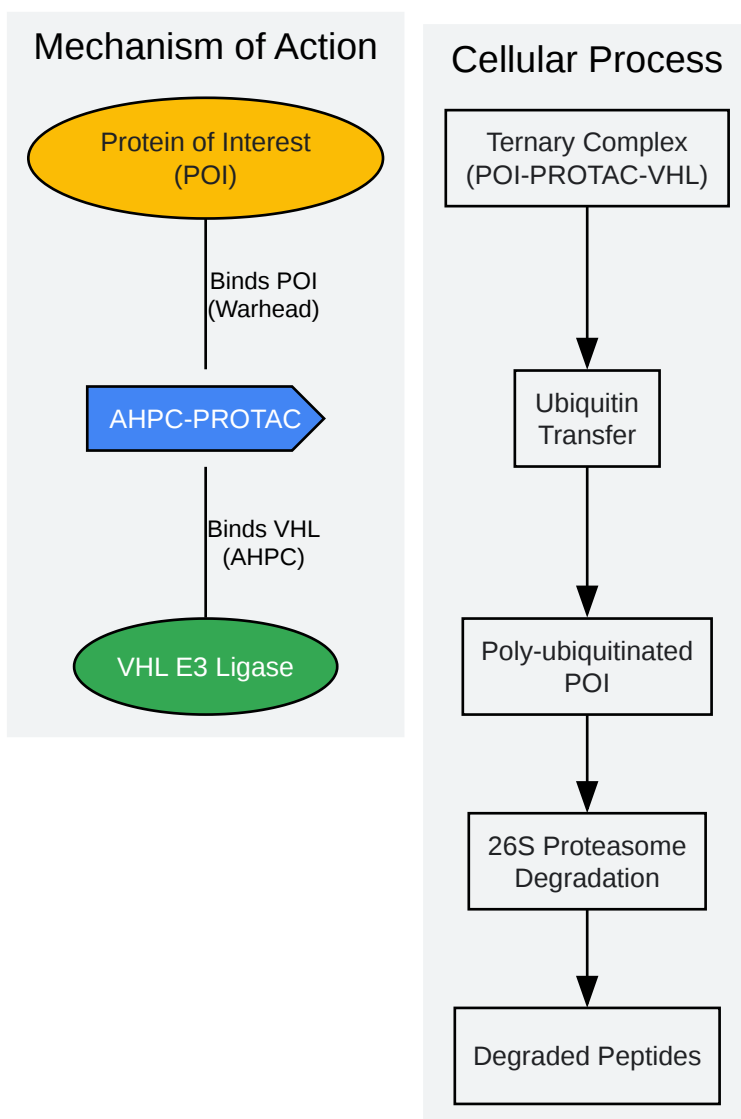 Mechanism of Action
Protein of Interest
(POI)
Binds POI
(Warhead)
AHPC-PROTAC
Binds VHL
(AHPC)
VHL E3 Ligase
Cellular Process
Ternary Complex
(POI-PROTAC-VHL)
Ubiquitin
Transfer
Poly-ubiquitinated
POI
26S Proteasome
Degradation
Degraded Peptides